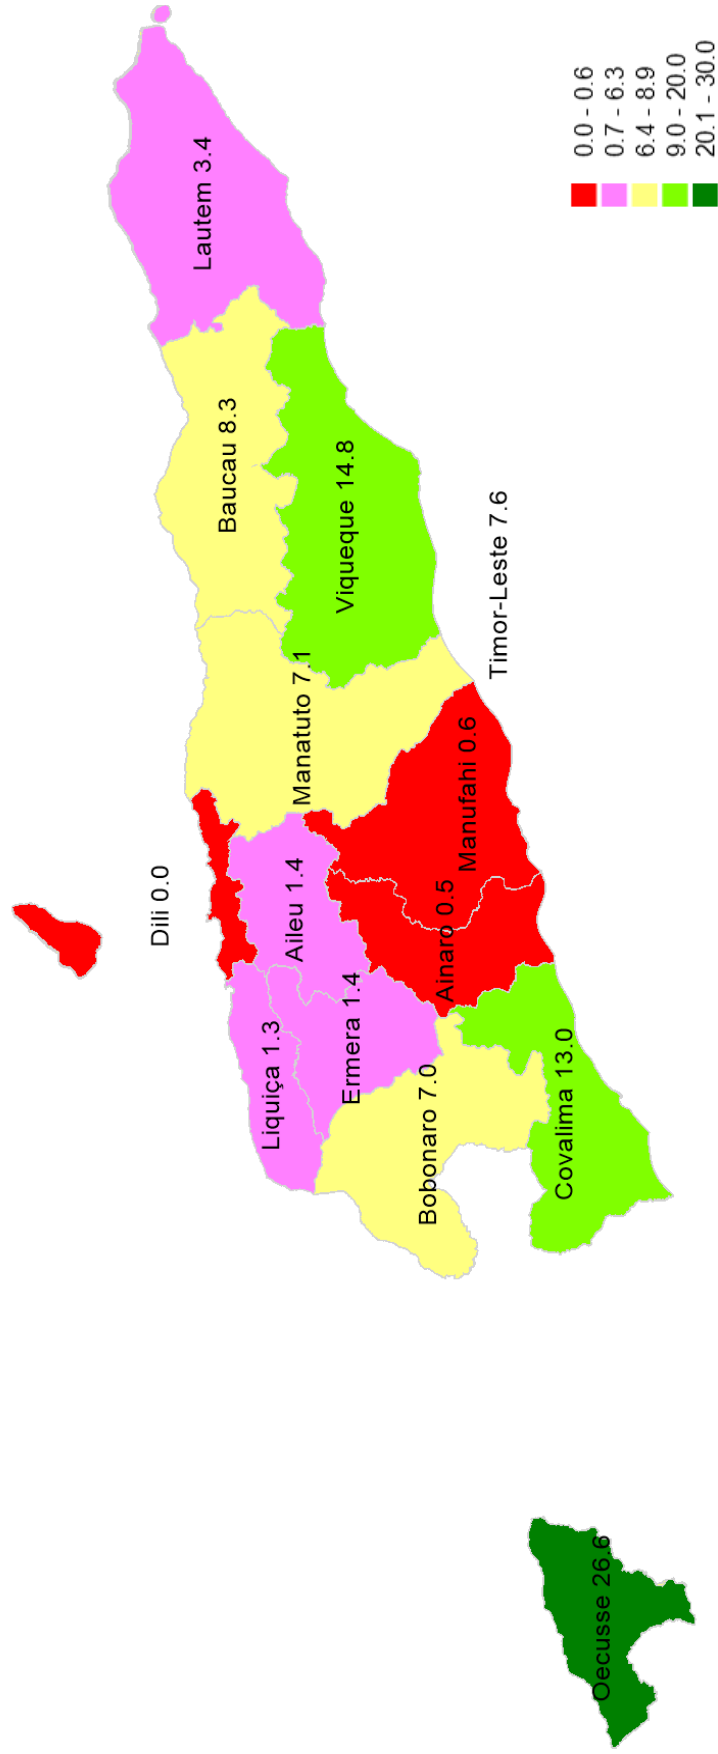 Dili 0.0
Lautem 3.4
Baucau 8.3
Manatuto 7.1
Viqueque 14.8
Liquiça 1.3
Aileu 1.4
Ermera 1.4
Manufahi 0.6
Ainaro 0.5
Bobonaro 7.0
Covalima 13.0
Oecusse 26.6
Timor-Leste 7.6
0.0 - 0.6
0.7 - 6.3
6.4 - 8.9
9.0 - 20.0
20.1 - 30.0